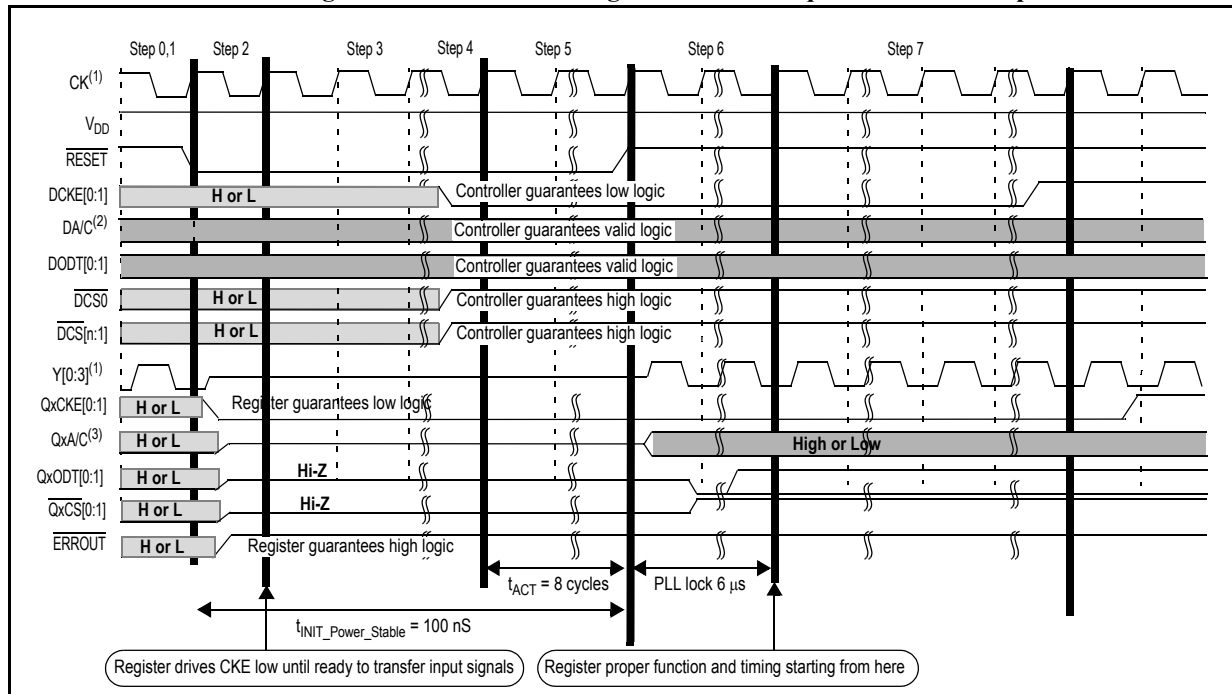 Step 0,1 Step 2 Step 3 Step 4 Step 5 Step 6 Step 7
CK(1)
VDD
RESET
DCKE[0:1] H or L Controller guarantees low logic
DA/C(2) Controller guarantees valid logic
DODT[0:1] Controller guarantees valid logic
DCS0 H or L Controller guarantees high logic
DCS[n:1] H or L Controller guarantees high logic
Y[0:3](1)
QxCKE[0:1] H or L Register guarantees low logic
QxA/C(3) H or L High or Low
QxODT[0:1] H or L Hi-Z
QxCS[0:1] H or L Hi-Z
ERROUT H or L Register guarantees high logic
tACT = 8 cycles PLL lock 6 μs
tINIT_Power_Stable = 100 nS
Register drives CKE low until ready to transfer input signals Register proper function and timing starting from here